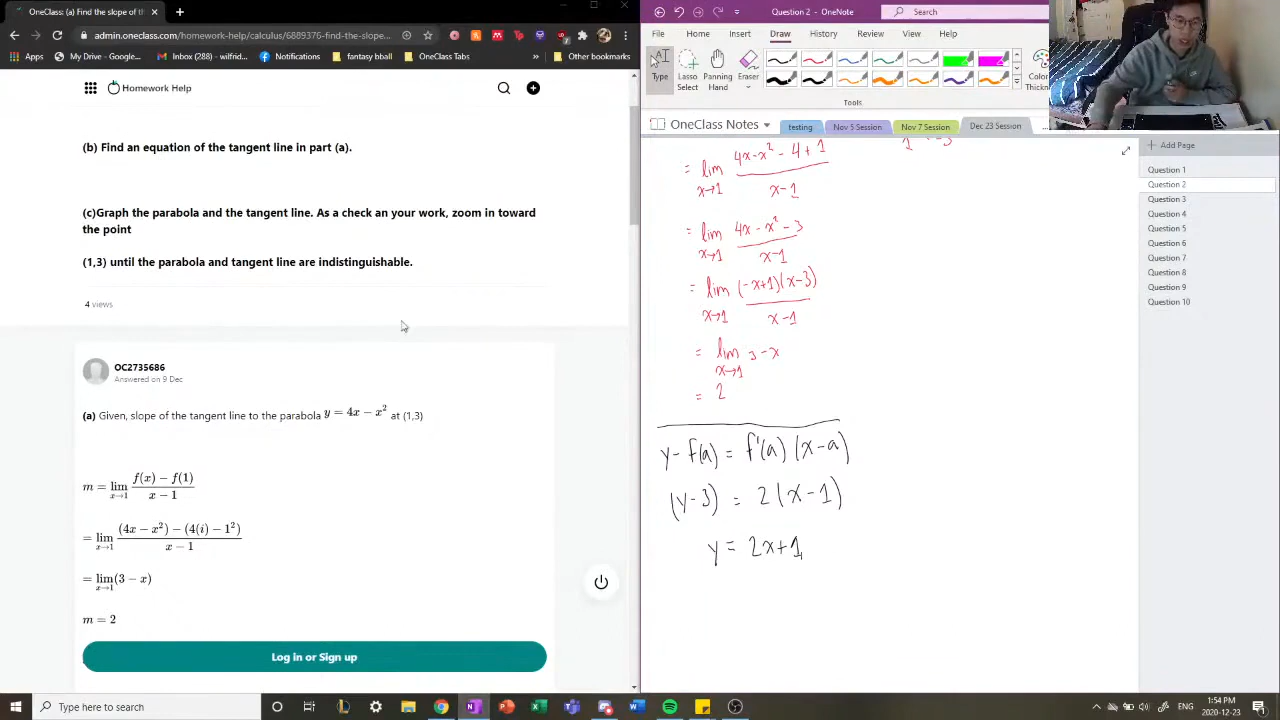 OneClass: (a) Find the slope of th
admin.oneclass.com/homework-help/calculus/6889376-find-the-slope...
Apps
OneClass Tabs
fantasy bball
Other bookmarks
Homework Help
(b) Find an equation of the tangent line in part (a).
(c)Graph the parabola and the tangent line. As a check an your work, zoom in toward
the point
(1,3) until the parabola and tangent line are indistinguishable.
4 views
OC2735686
Answered on 9 Dec
(a) Given, slope of the tangent line to the parabola y = 4x − x² at (1,3)
m = lim x→1 f(x) − f(1) / x − 1
= lim x→1 (4x − x²) − (4(i) − 1²) / x − 1
= lim x→1 (3 − x)
m = 2
Log in or Sign up
Question 2 - OneNote
Search
File Home Insert Draw History Review View Help
Type Lasso Select Panning Hand Eraser Color Thickn
Tools
OneClass Notes
testing Nov 5 Session Nov 7 Session Dec 23 Session
Add Page
Question 1
Question 2
Question 3
Question 4
Question 5
Question 6
Question 7
Question 8
Question 9
Question 10
= lim x→1 4x-x²-4+1 / x-1
= lim x→1 4x-x²-3 / x-1
= lim x→1 (-x+1)(x-3) / x-1
= lim x→1 3-x
= 2
y-f(a) = f'(a)(x-a)
(y-3) = 2(x-1)
y = 2x+1
Type here to search
1:54 PM
2020-12-23